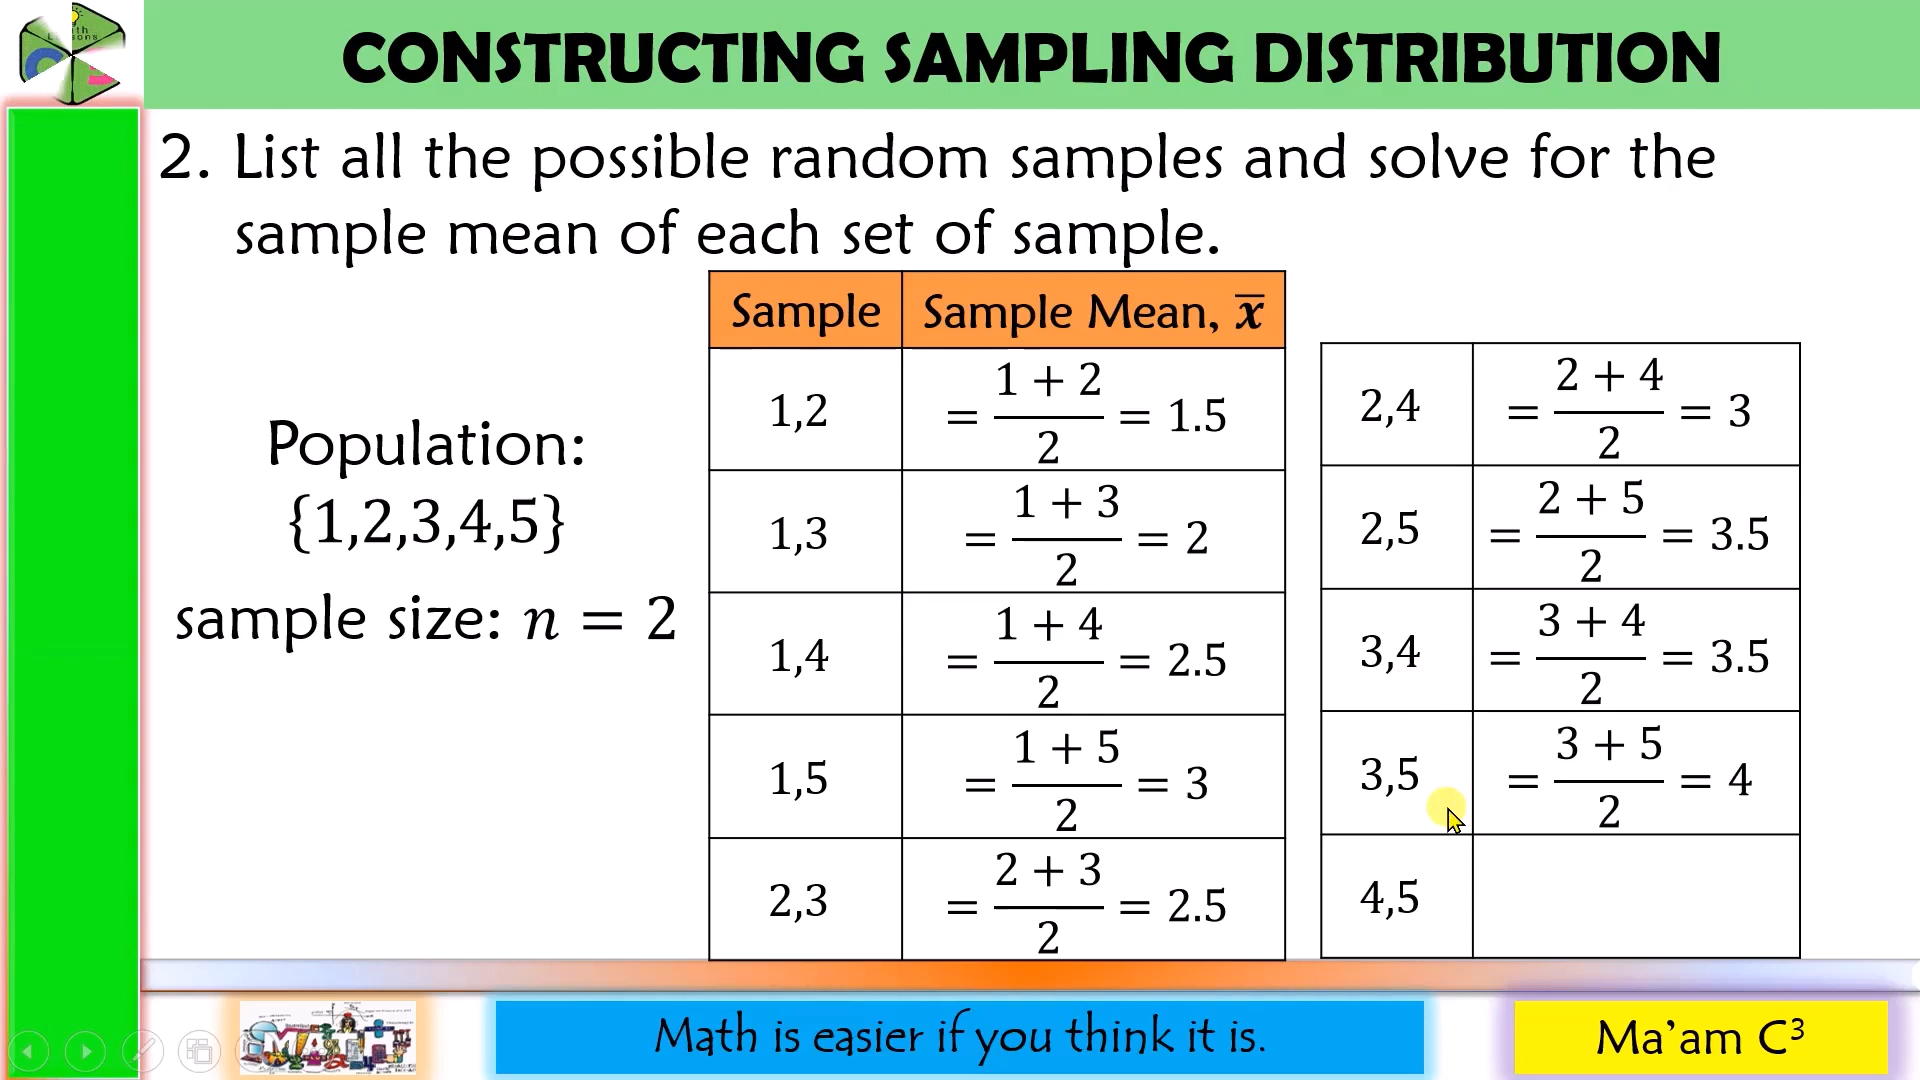 CONSTRUCTING SAMPLING DISTRIBUTION
2. List all the possible random samples and solve for the
sample mean of each set of sample.
Population:
{1,2,3,4,5}
sample size: n = 2
Sample Sample Mean, x̅
1,2 = (1 + 2)/2 = 1.5
1,3 = (1 + 3)/2 = 2
1,4 = (1 + 4)/2 = 2.5
1,5 = (1 + 5)/2 = 3
2,3 = (2 + 3)/2 = 2.5
2,4 = (2 + 4)/2 = 3
2,5 = (2 + 5)/2 = 3.5
3,4 = (3 + 4)/2 = 3.5
3,5 = (3 + 5)/2 = 4
4,5
MATH
Math is easier if you think it is.
Ma’am C³